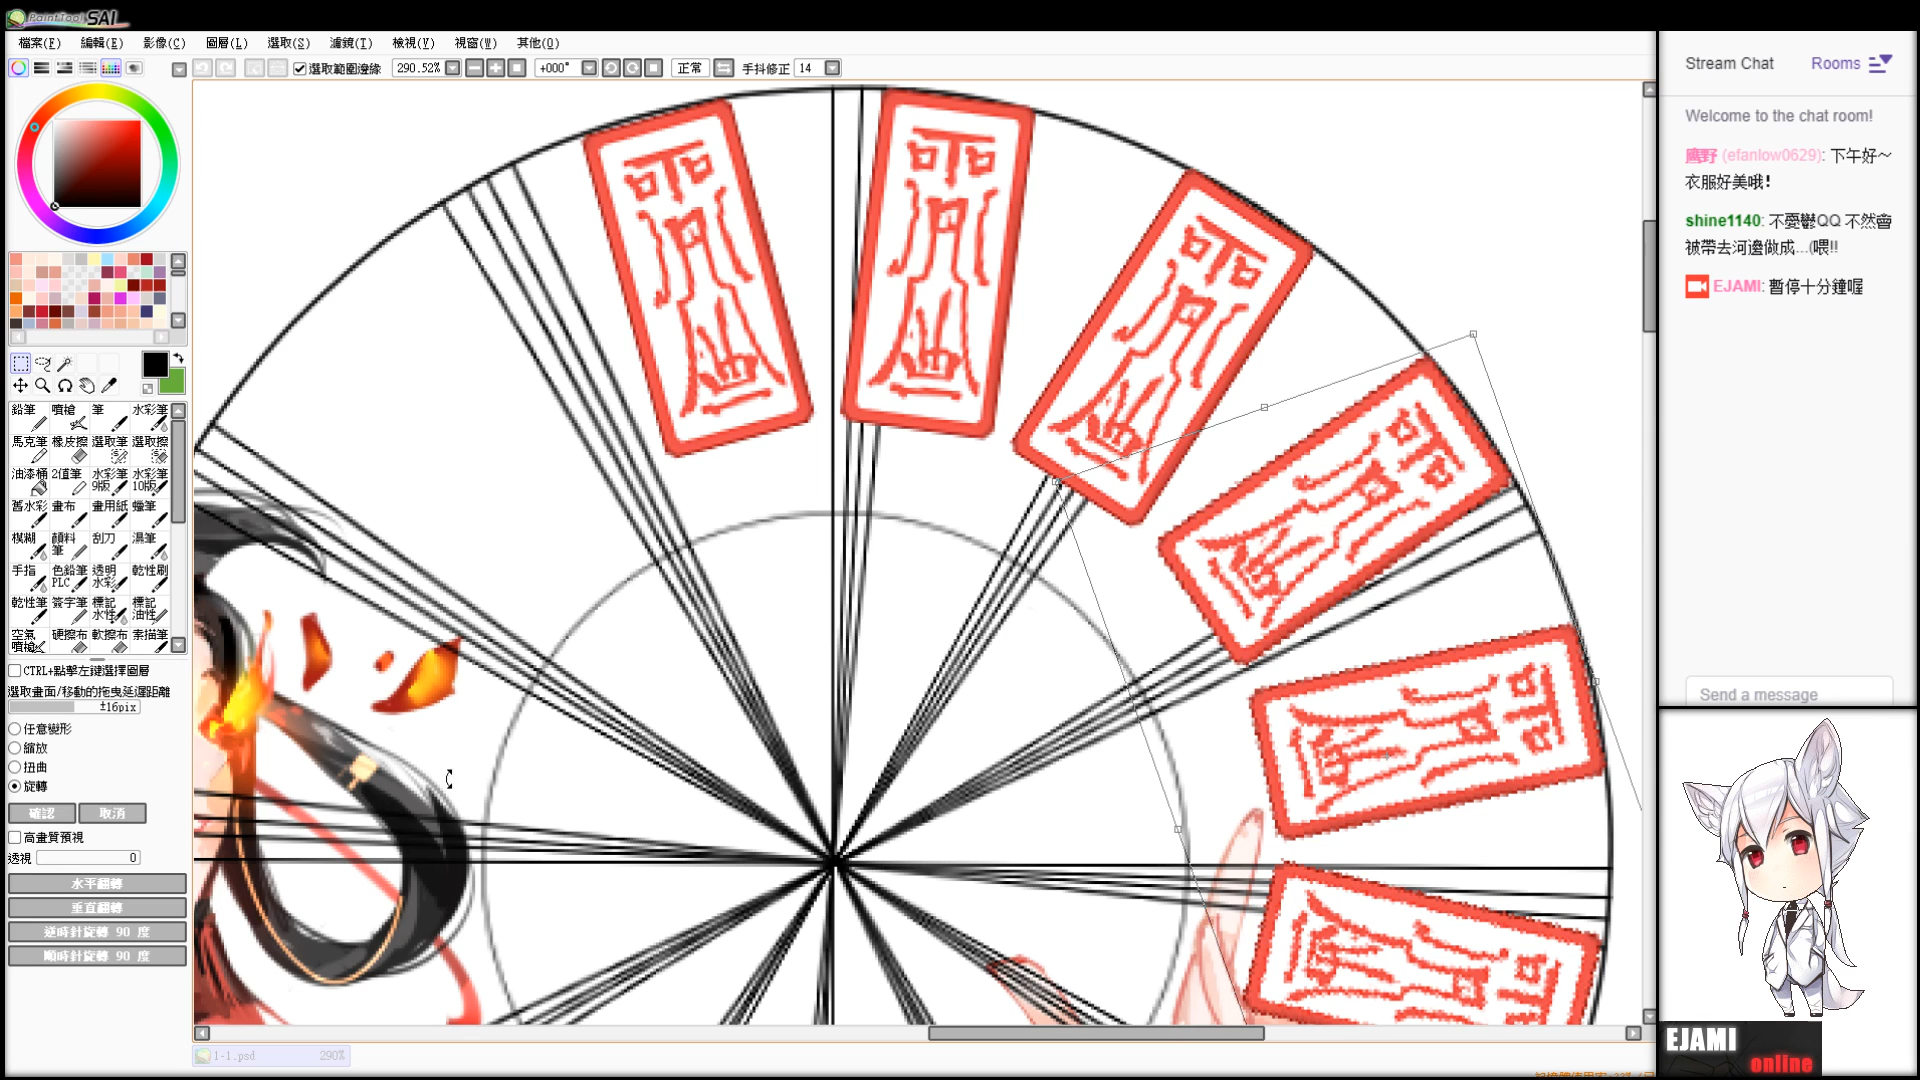 PaintTool SAI
檔案(F) 編輯(E) 影像(C) 圖層(L) 選取(S) 濾鏡(T) 檢視(V) 視窗(W) 其他(O)
選取範圍邊緣 290.52% +000° 正常 手抖修正 14
鉛筆 噴槍 筆 水彩筆
馬克筆 橡皮擦 選取筆 選取擦
油漆桶 2值筆 水彩筆 9版 水彩筆 10版
舊水彩 畫布 畫用紙 蠟筆
模糊 顏料筆 刮刀 濕筆
手指 色鉛筆 PLC 透明水彩 乾性刷
乾性筆 簽字筆 標記水性 標記油性
空氣噴槍 硬擦布 軟擦布 素描筆
CTRL+點擊左鍵選擇圖層
選取畫面/移動的拖曳延遲距離
±16pix
任意變形
縮放
扭曲
旋轉
確認 取消
高畫質預視
透視 0
水平翻轉
垂直翻轉
逆時針旋轉 90 度
順時針旋轉 90 度
1-1.psd 290%
Stream Chat Rooms
Welcome to the chat room!
鷹野 (efanlow0629): 下午好～
衣服好美哦!
shine1140: 不憂鬱QQ 不然會
被帶去河邊做成...(喂!!
EJAMI: 暫停十分鐘喔
Send a message
EJAMI
online